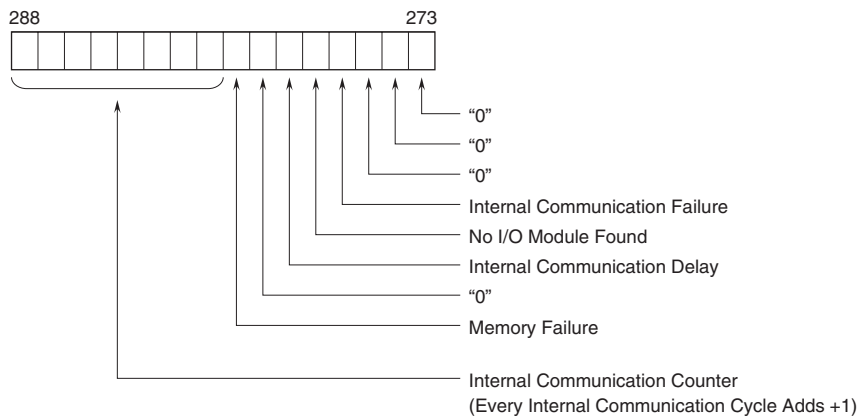 288 273
“0”
“0”
“0”
Internal Communication Failure
No I/O Module Found
Internal Communication Delay
“0”
Memory Failure
Internal Communication Counter
(Every Internal Communication Cycle Adds +1)